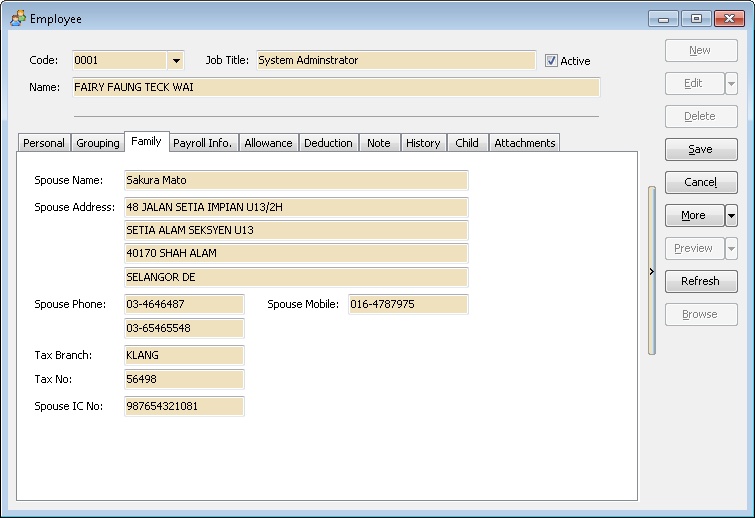 Employee
Code: 0001 Job Title: System Adminstrator Active
Name: FAIRY FAUNG TECK WAI
New
Edit
Delete
Save
Cancel
More
Preview
Refresh
Browse
Personal Grouping Family Payroll Info. Allowance Deduction Note History Child Attachments
Spouse Name: Sakura Mato
Spouse Address: 48 JALAN SETIA IMPIAN U13/2H
SETIA ALAM SEKSYEN U13
40170 SHAH ALAM
SELANGOR DE
Spouse Phone: 03-4646487 Spouse Mobile: 016-4787975
03-65465548
Tax Branch: KLANG
Tax No: 56498
Spouse IC No: 987654321081